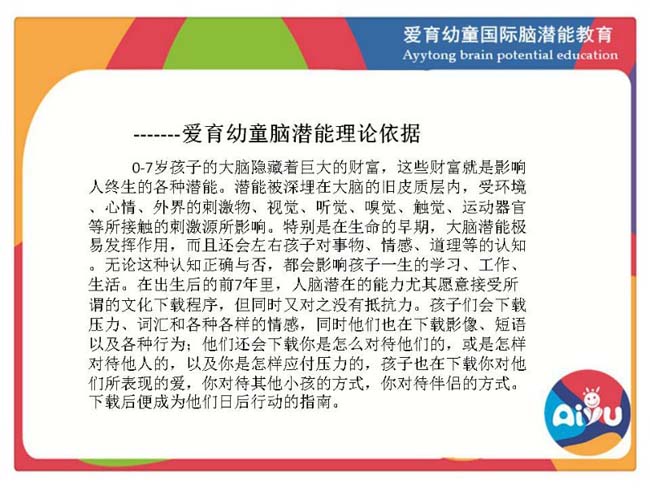 爱育幼童国际脑潜能教育
Ayytong brain potential education
-------爱育幼童脑潜能理论依据
0-7岁孩子的大脑隐藏着巨大的财富，这些财富就是影响
人终生的各种潜能。潜能被深埋在大脑的旧皮质层内，受环境
、心情、外界的刺激物、视觉、听觉、嗅觉、触觉、运动器官
等所接触的刺激源所影响。特别是在生命的早期，大脑潜能极
易发挥作用，而且还会左右孩子对事物、情感、道理等的认知
。无论这种认知正确与否，都会影响孩子一生的学习、工作、
生活。在出生后的前7年里，人脑潜在的能力尤其愿意接受所
谓的文化下载程序，但同时又对之没有抵抗力。孩子们会下载
压力、词汇和各种各样的情感，同时他们也在下载影像、短语
以及各种行为；他们还会下载你是怎么对待他们的，或是怎样
对待他人的，以及你是怎样应付压力的，孩子也在下载你对他
们所表现的爱，你对待其他小孩的方式，你对待伴侣的方式。
下载后便成为他们日后行动的指南。
AiyU